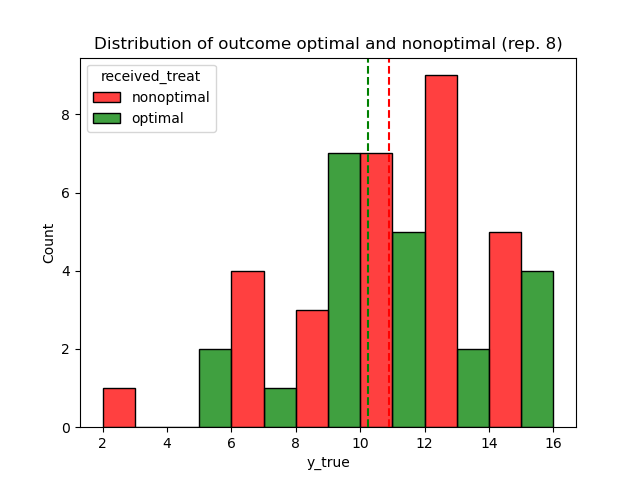 Distribution of outcome optimal and nonoptimal (rep. 8)
received_treat
nonoptimal
optimal
Count
8
6
4
2
0
2 4 6 8 10 12 14 16
y_true